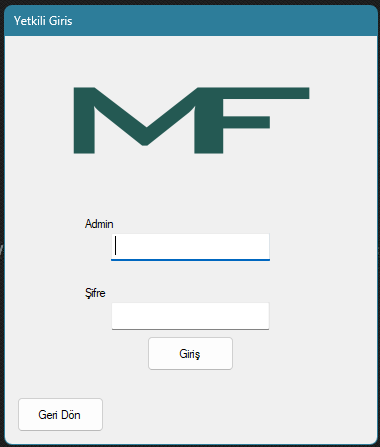 Yetkili Giris
MF
Admin
Şifre
Giriş
Geri Dön